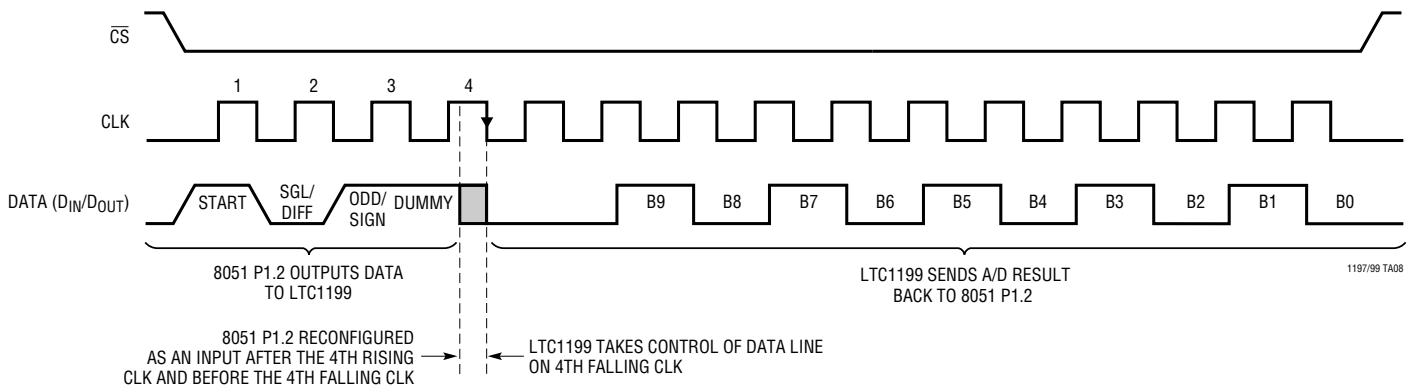 CS
1 2 3 4
CLK
DATA (DIN/DOUT)
START
SGL/
DIFF
ODD/
SIGN
DUMMY
B9 B8 B7 B6 B5 B4 B3 B2 B1 B0
8051 P1.2 OUTPUTS DATA
TO LTC1199
LTC1199 SENDS A/D RESULT
BACK TO 8051 P1.2
1197/99 TA08
8051 P1.2 RECONFIGURED
AS AN INPUT AFTER THE 4TH RISING
CLK AND BEFORE THE 4TH FALLING CLK
LTC1199 TAKES CONTROL OF DATA LINE
ON 4TH FALLING CLK